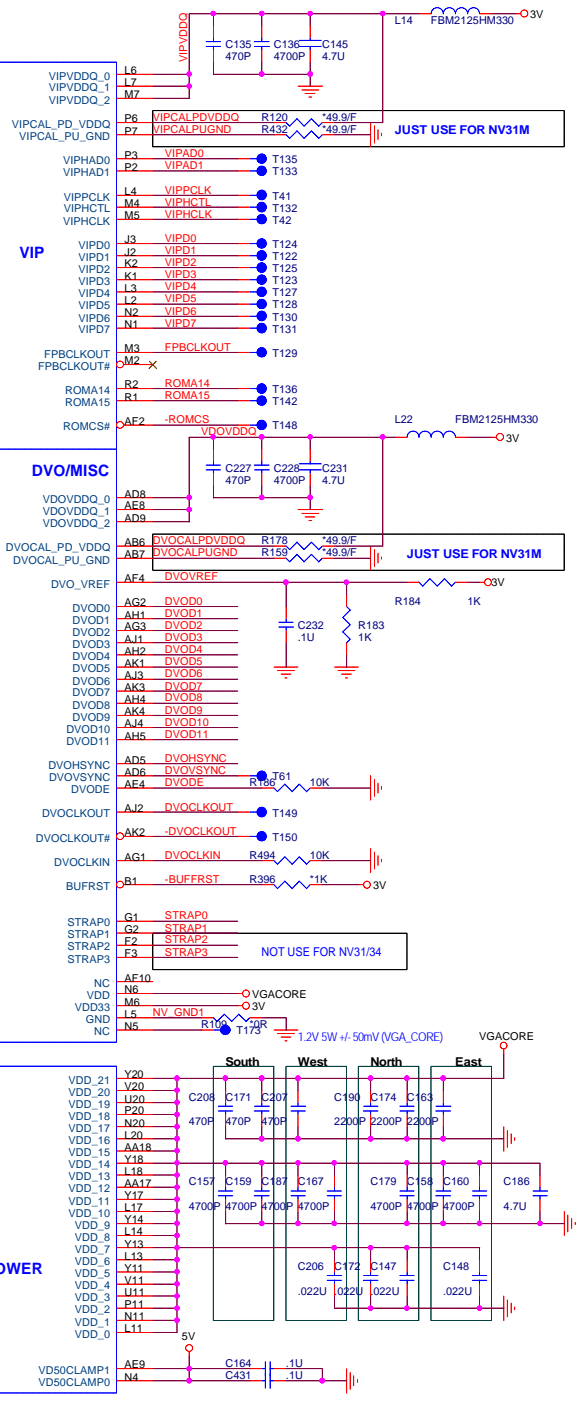 L14 FBM2125HM330
3V
VIPVDDQ
C135 C136 C145
470P 4700P 4.7U
VIPVDDQ_0 L6
VIPVDDQ_1 L7
VIPVDDQ_2 M7
VIPCAL_PD_VDDQ P6 VIPCALPDVDDQ R120 *49.9/F
VIPCAL_PU_GND P7 VIPCALPUGND R432 *49.9/F
JUST USE FOR NV31M
VIPHAD0 P3 VIPAD0 T135
VIPHAD1 P2 VIPAD1 T133
VIPPCLK L4 VIPPCLK T41
VIPHCTL M4 VIPHCTL T132
VIPHCLK M5 VIPHCLK T42
VIP
VIPD0 J3 VIPD0 T124
VIPD1 J2 VIPD1 T122
VIPD2 K2 VIPD2 T125
VIPD3 K1 VIPD3 T123
VIPD4 L3 VIPD4 T127
VIPD5 L2 VIPD5 T128
VIPD6 N2 VIPD6 T130
VIPD7 N1 VIPD7 T131
FPBCLKOUT M3 FPBCLKOUT T129
FPBCLKOUT# M2
ROMA14 R2 ROMA14 T136
ROMA15 R1 ROMA15 T142
ROMCS# AF2 -ROMCS T148
VDOVDDQ
L22 FBM2125HM330
3V
DVO/MISC
C227 C228 C231
470P 4700P 4.7U
VDOVDDQ_0 AD8
VDOVDDQ_1 AE8
VDOVDDQ_2 AD9
DVOCAL_PD_VDDQ AB6 DVOCALPDVDDQ R178 *49.9/F
DVOCAL_PU_GND AB7 DVOCALPUGND R159 *49.9/F
JUST USE FOR NV31M
DVO_VREF AF4 DVOVREF
3V
R184 1K
C232
.1U
R183
1K
DVOD0 AG2 DVOD0
DVOD1 AH1 DVOD1
DVOD2 AG3 DVOD2
DVOD3 AJ1 DVOD3
DVOD4 AH2 DVOD4
DVOD5 AK1 DVOD5
DVOD6 AJ3 DVOD6
DVOD7 AK3 DVOD7
DVOD8 AH4 DVOD8
DVOD9 AK4 DVOD9
DVOD10 AJ4 DVOD10
DVOD11 AH5 DVOD11
DVOHSYNC AD5 DVOHSYNC
DVOVSYNC AD6 DVOVSYNC T61
DVODE AE4 DVODE R186 10K
DVOCLKOUT AJ2 DVOCLKOUT T149
DVOCLKOUT# AK2 -DVOCLKOUT T150
DVOCLKIN AG1 DVOCLKIN R494 10K
BUFRST B1 -BUFFRST R396 *1K 3V
STRAP0 G1 STRAP0
STRAP1 G2 STRAP1
STRAP2 F2 STRAP2
STRAP3 F3 STRAP3
NOT USE FOR NV31/34
NC AF10
VDD N6 VGACORE
VDD33 M6 3V
GND L5 NV_GND1 *0R
NC N5 T173
1.2V 5W +/- 50mV (VGA_CORE)
VGACORE
South West North East
VDD_21 Y20
VDD_20 V20
VDD_19 U20
VDD_18 P20
VDD_17 N20
VDD_16 L20
VDD_15 AA18
VDD_14 Y18
VDD_13 L18
VDD_12 AA17
VDD_11 Y17
VDD_10 L17
VDD_9 Y14
VDD_8 L14
VDD_7 Y13
VDD_6 L13
VDD_5 Y11
VDD_4 V11
VDD_3 U11
VDD_2 P11
VDD_1 N11
VDD_0 L11
C208 C171 C207 C190 C174 C163
470P 470P 470P 2200P 2200P 2200P
C157 C159 C187 C167 C179 C158 C160 C186
4700P 4700P 4700P 4700P 4700P 4700P 4700P 4.7U
C206 C172 C147 C148
.022U .022U .022U .022U
OWER
5V
VD50CLAMP1 AE9 C164 .1U
VD50CLAMP0 N4 C431 .1U